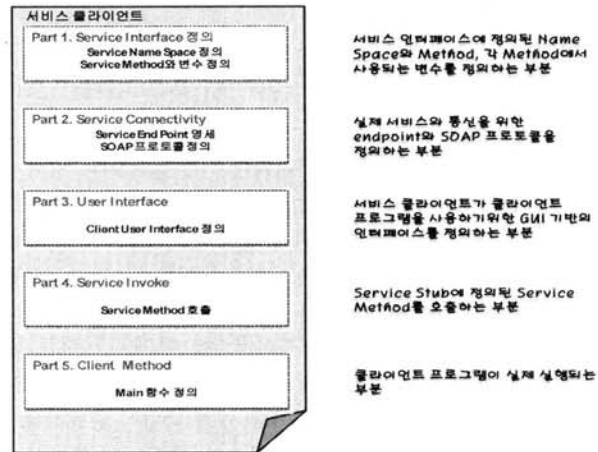 서비스 클라이언트
Part 1. Service Interface 정의
Service Name Space 정의
Service Method와 변수 정의
서비스 인터페이스에 정의된 Name
Space와 Method, 각 Method에서
사용되는 변수를 정의하는 부분
Part 2. Service Connectivity
Service End Point 명세
SOAP 프로토콜 정의
실제 서비스와 통신을 위한
endpoint와 SOAP 프로토콜을
정의하는 부분
Part 3. User Interface
Client User Interface 정의
서비스 클라이언트가 클라이언트
프로그램을 사용하기위한 GUI 기반의
인터페이스를 정의하는 부분
Part 4. Service Invoke
Service Method 호출
Service Stub에 정의된 Service
Method를 호출하는 부분
Part 5. Client Method
Main 함수 정의
클라이언트 프로그램이 실제 실행되는
부분